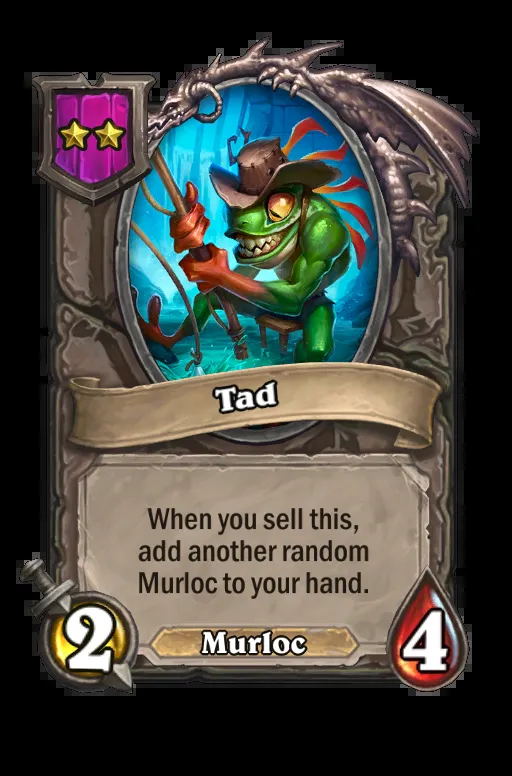 Tad
When you sell this,
add another random
Murloc to your hand.
2
Murloc
4